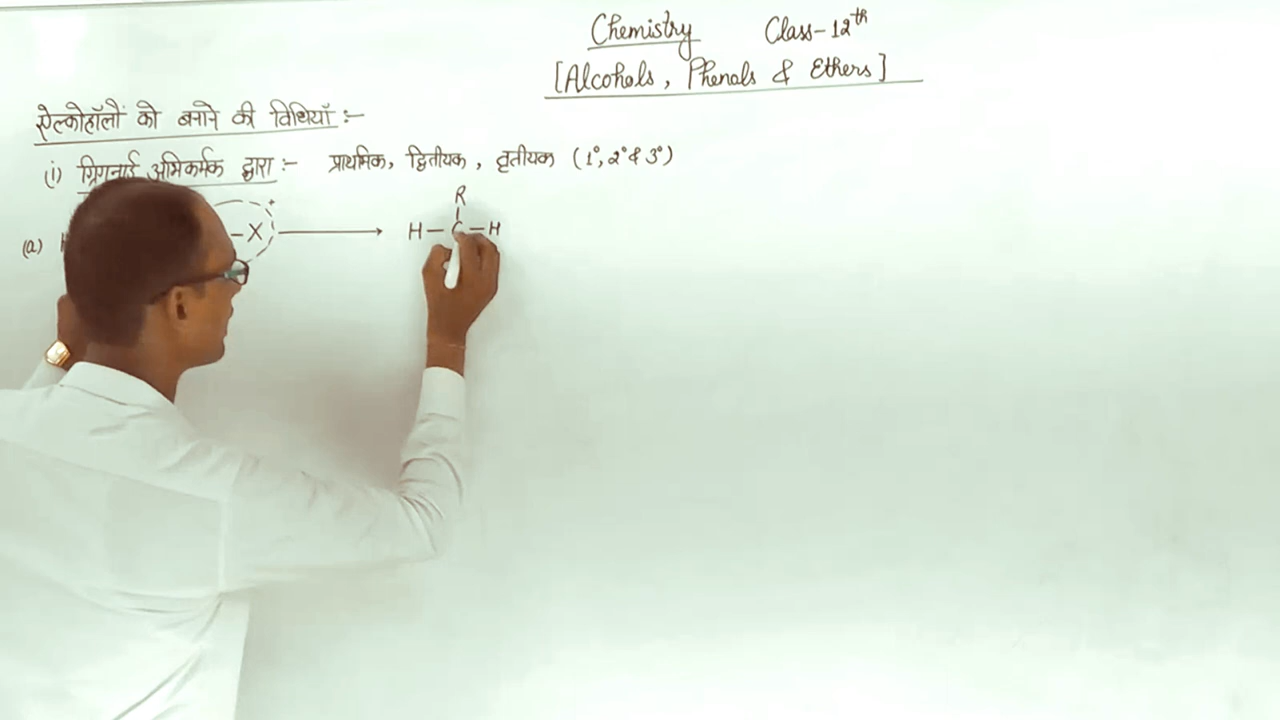 Chemistry Class-12th
[Alcohols, Phenols & Ethers]
ऐल्कोहॉलों को बनाने की विधियाँ :-
(i) ग्रिगनार्ड अभिकर्मक द्वारा :- प्राथमिक, द्वितीयक, तृतीयक (1°, 2° & 3°)
R
(a) -X ⟶ H-C-H